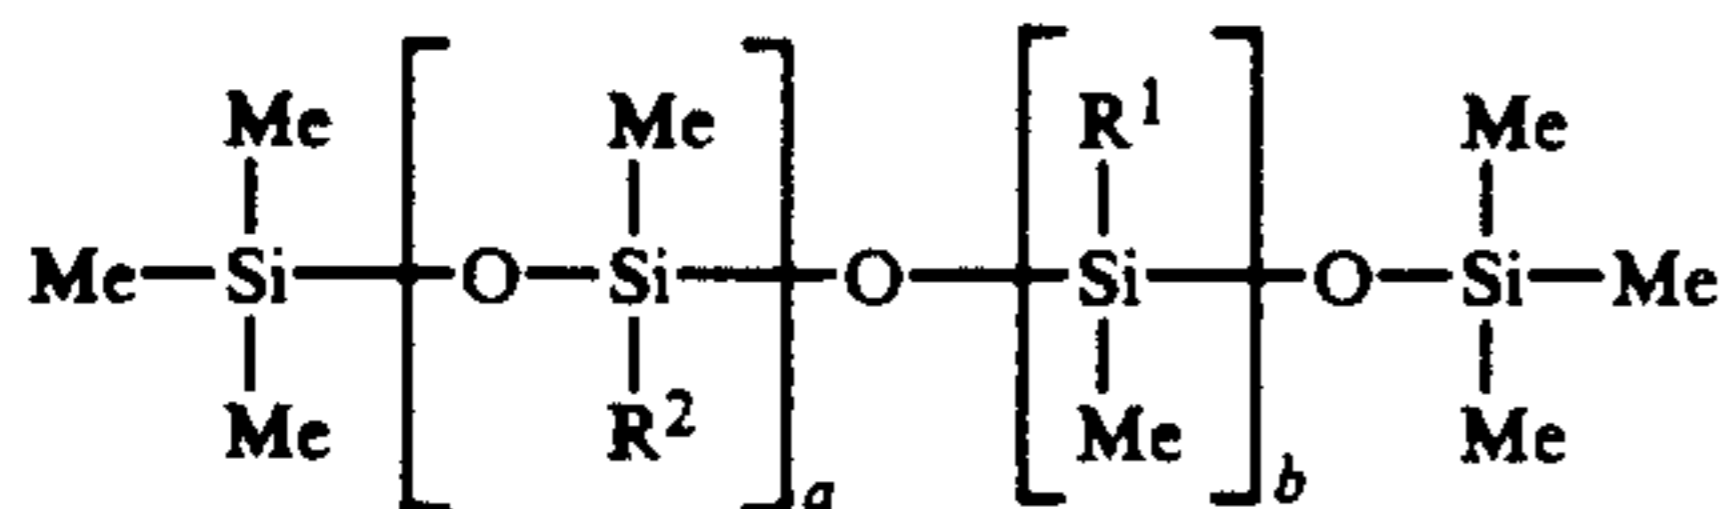 Me Me R¹ Me
Me—Si—[O—Si—]a O—[Si—]b O—Si—Me
Me R² Me Me